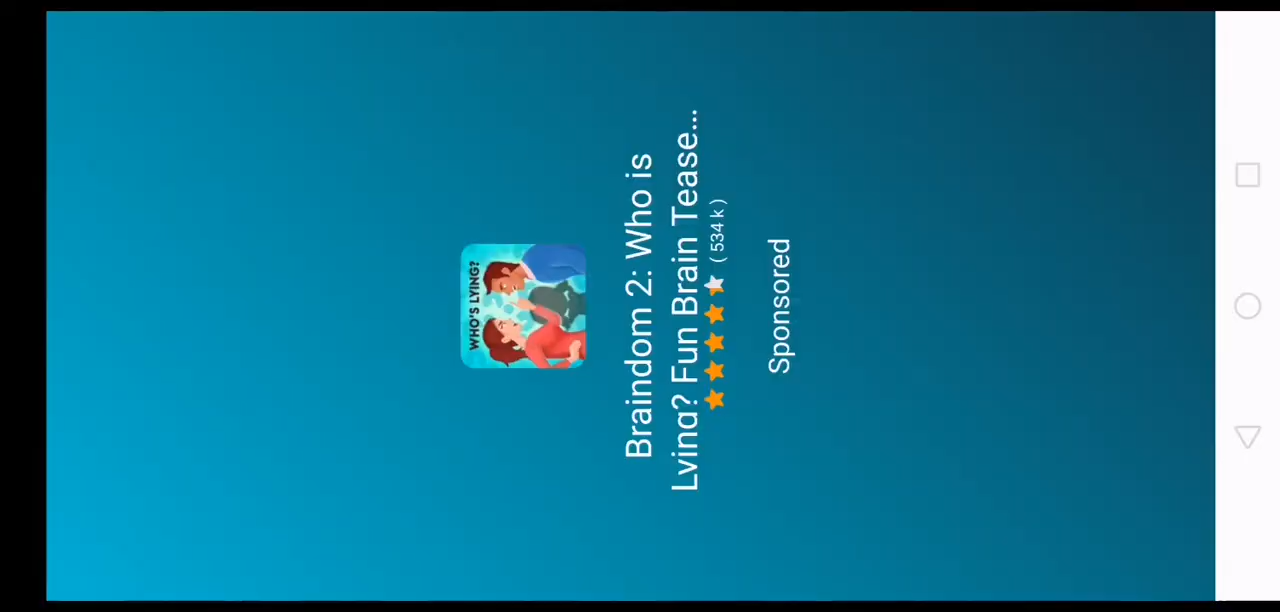 WHO'S LYING?
Braindom 2: Who is
Lying? Fun Brain Tease...
( 534 k )
Sponsored